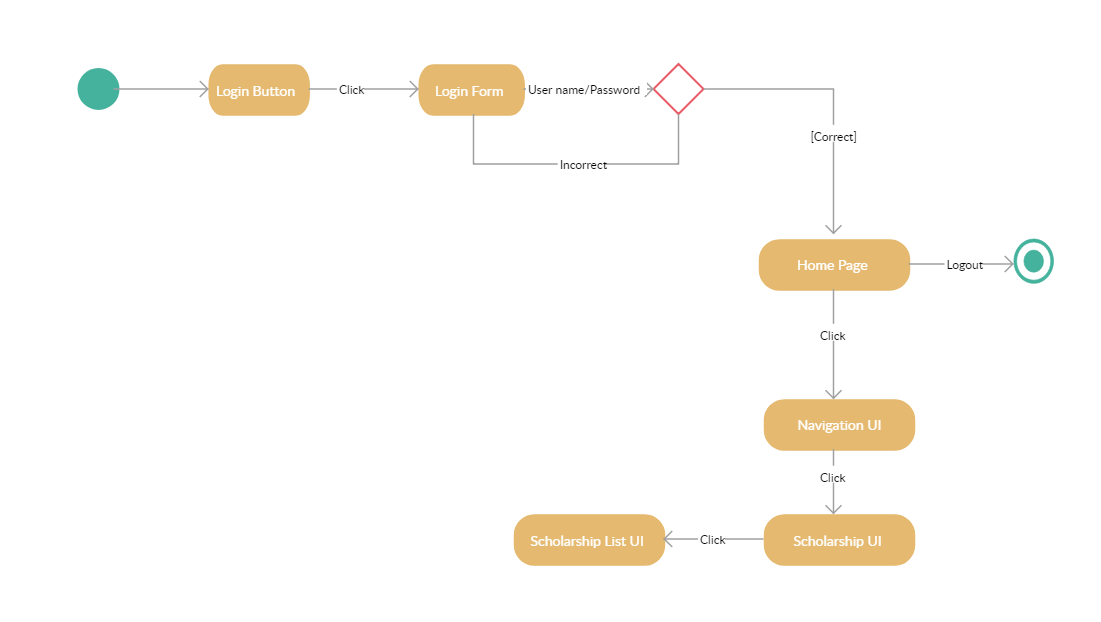 Login Button
Click
Login Form
User name/Password
Incorrect
[Correct]
Home Page
Logout
Click
Navigation UI
Click
Scholarship UI
Click
Scholarship List UI